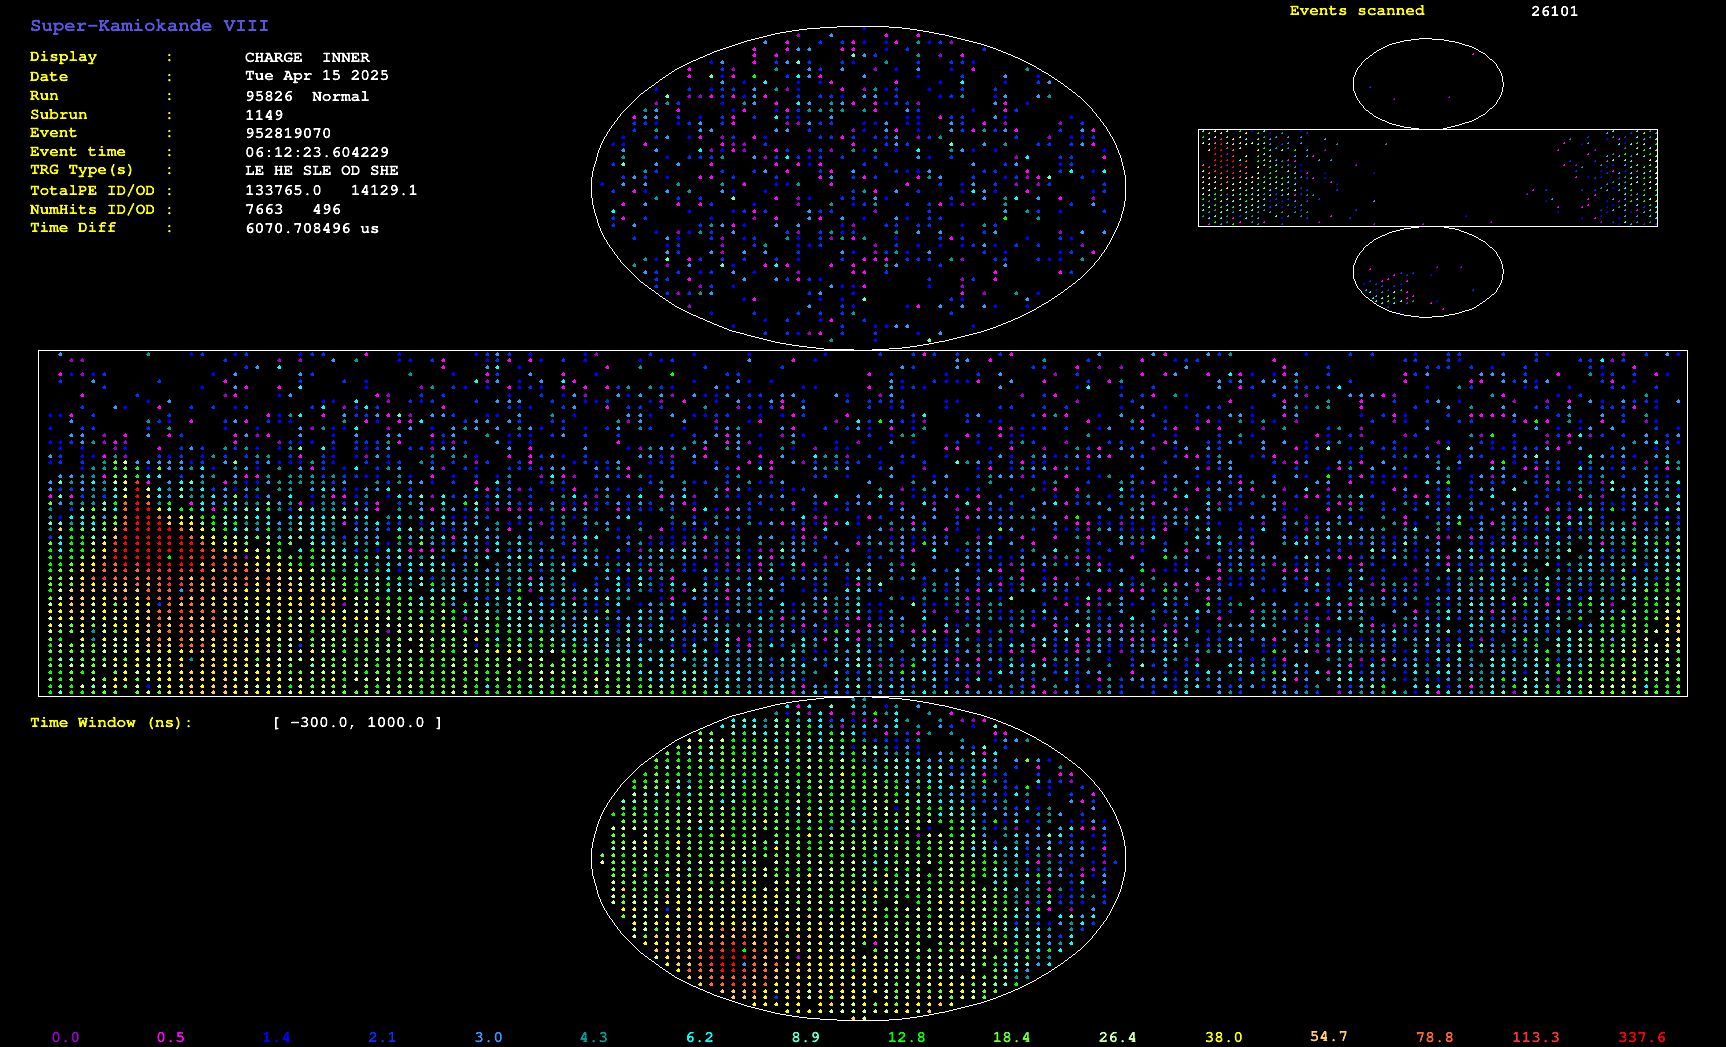 Super-Kamiokande VIII
Events scanned 26101
Display : CHARGE INNER
Date : Tue Apr 15 2025
Run : 95826 Normal
Subrun : 1149
Event : 952819070
Event time : 06:12:23.604229
TRG Type(s) : LE HE SLE OD SHE
TotalPE ID/OD : 133765.0 14129.1
NumHits ID/OD : 7663 496
Time Diff : 6070.708496 us
Time Window (ns): [ -300.0, 1000.0 ]
0.0 0.5 1.4 2.1 3.0 4.3 6.2 8.9 12.8 18.4 26.4 38.0 54.7 78.8 113.3 337.6